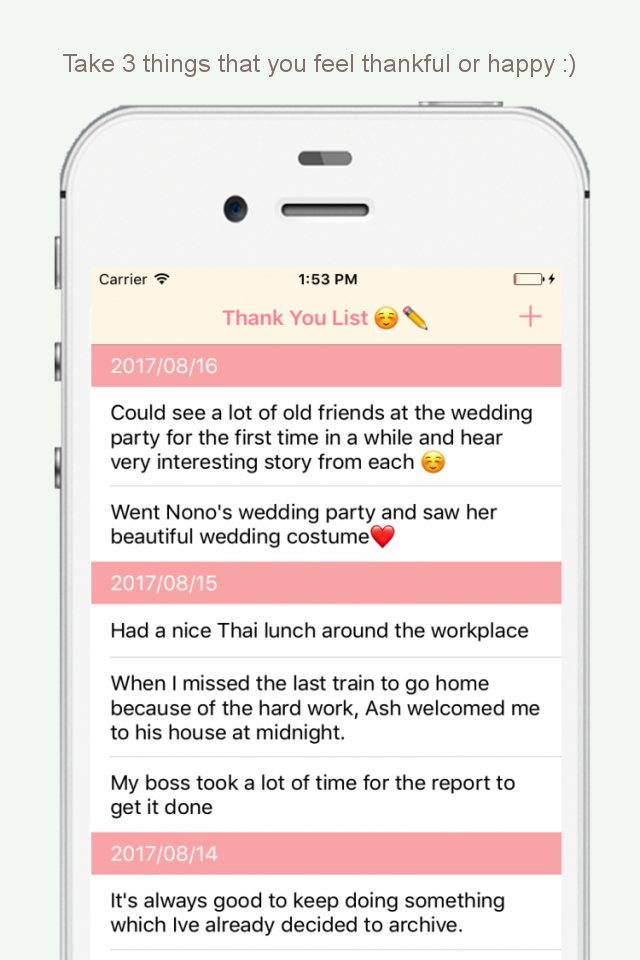 Take 3 things that you feel thankful or happy :)
Carrier 1:53 PM
Thank You List ☺️✏️ +
2017/08/16
Could see a lot of old friends at the wedding
party for the first time in a while and hear
very interesting story from each ☺️
Went Nono's wedding party and saw her
beautiful wedding costume❤️
2017/08/15
Had a nice Thai lunch around the workplace
When I missed the last train to go home
because of the hard work, Ash welcomed me
to his house at midnight.
My boss took a lot of time for the report to
get it done
2017/08/14
It's always good to keep doing something
which Ive already decided to archive.